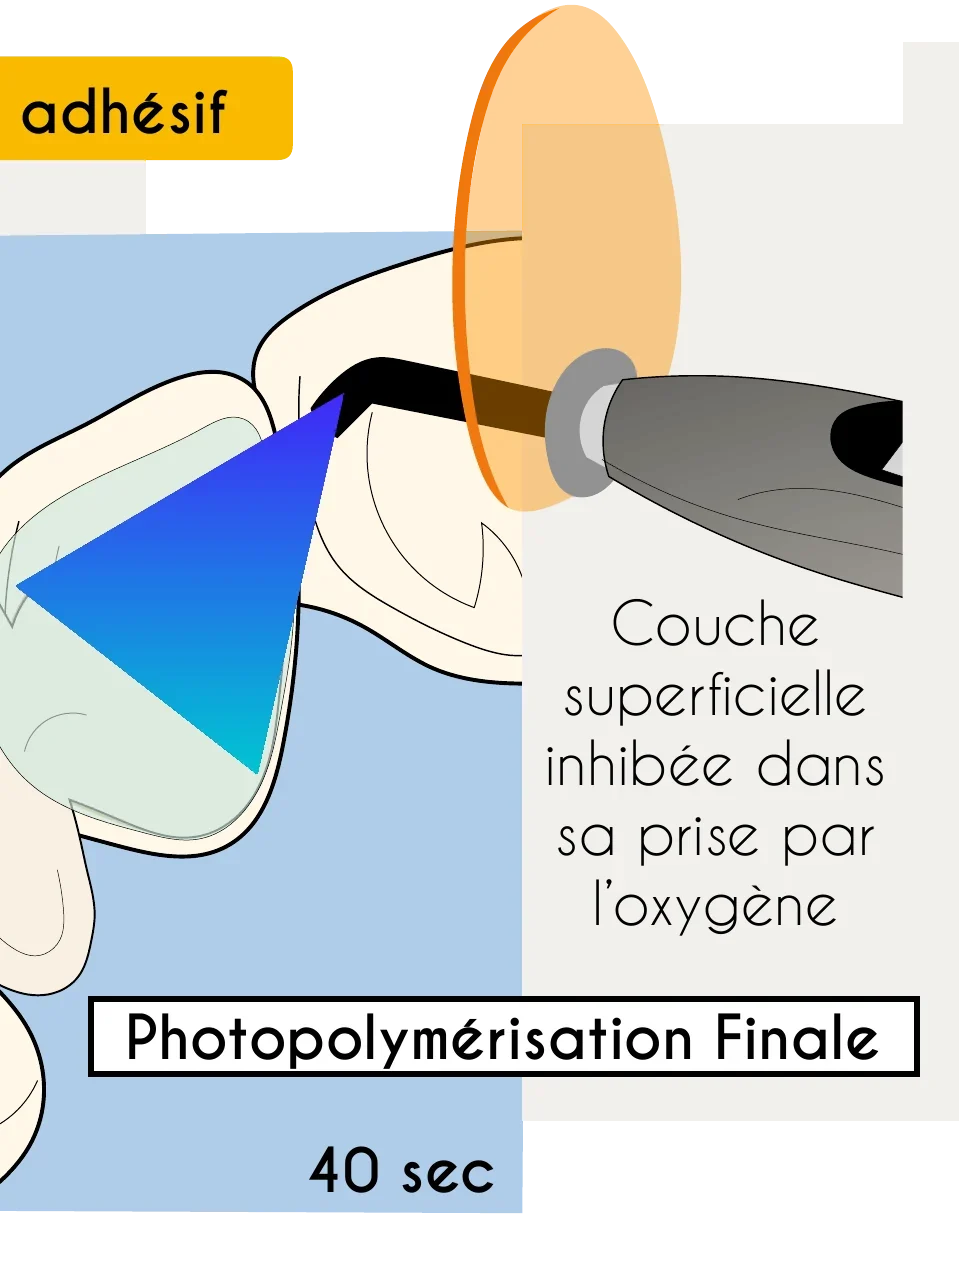 adhésif
Couche
superficielle
inhibée dans
sa prise par
l'oxygène
Photopolymérisation Finale
40 sec